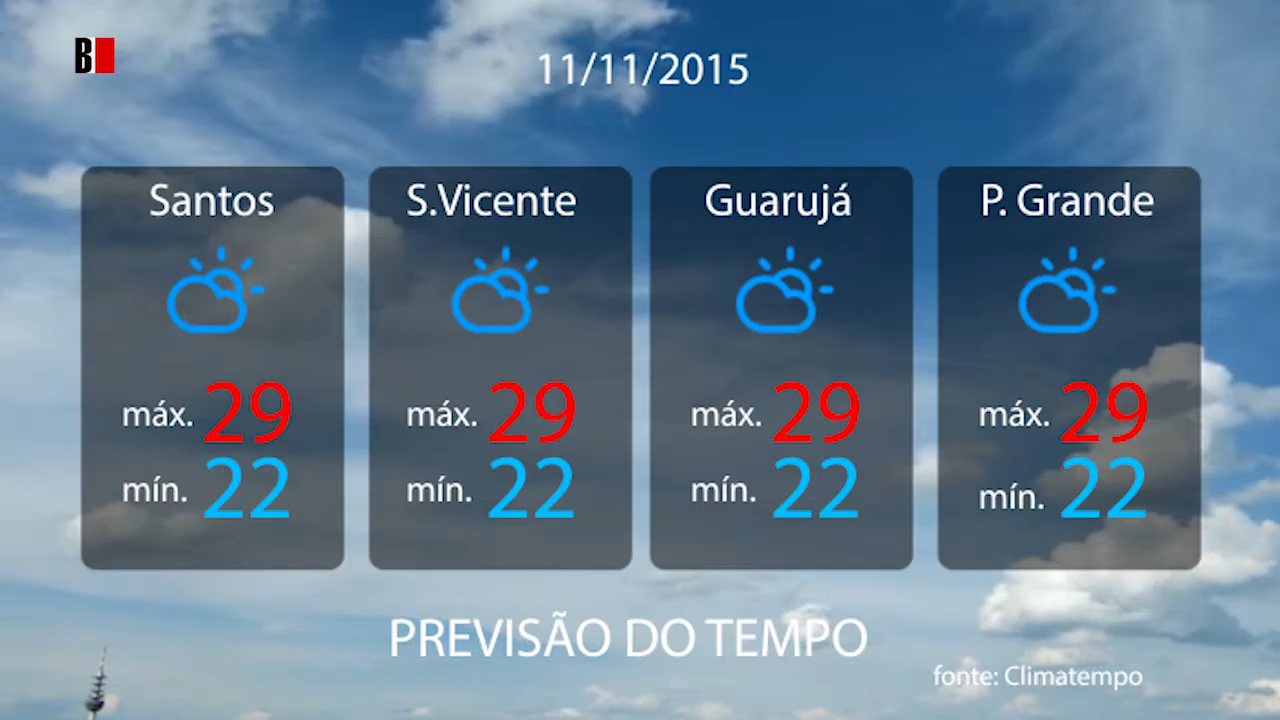 B
11/11/2015
Santos
máx. 29
mín. 22
S.Vicente
máx. 29
mín. 22
Guarujá
máx. 29
mín. 22
P. Grande
máx. 29
mín. 22
PREVISÃO DO TEMPO
fonte: Climatempo